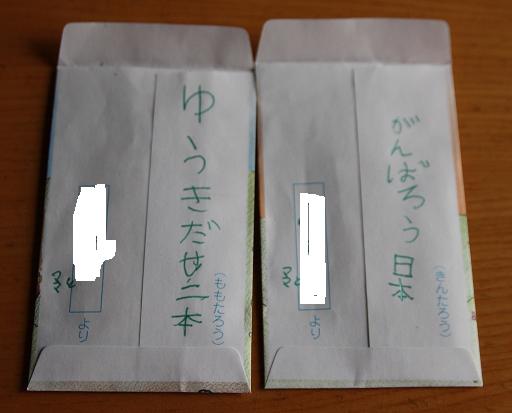 ゆうきだせ二本
(ももたろう)
より
がんばろう日本
(きんたろう)
より